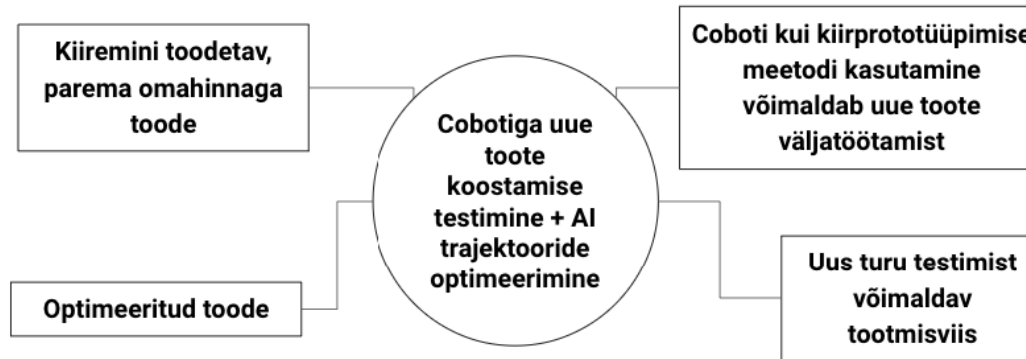 Kiiremini toodetav,
parema omahinnaga
toode
Coboti kui kiirprototüüpimise
meetodi kasutamine
võimaldab uue toote
väljatöötamist
Cobotiga uue
toote
koostamise
testimine + AI
trajektooride
optimeerimine
Optimeeritud toode
Uus turu testimist
võimaldav
tootmisviis